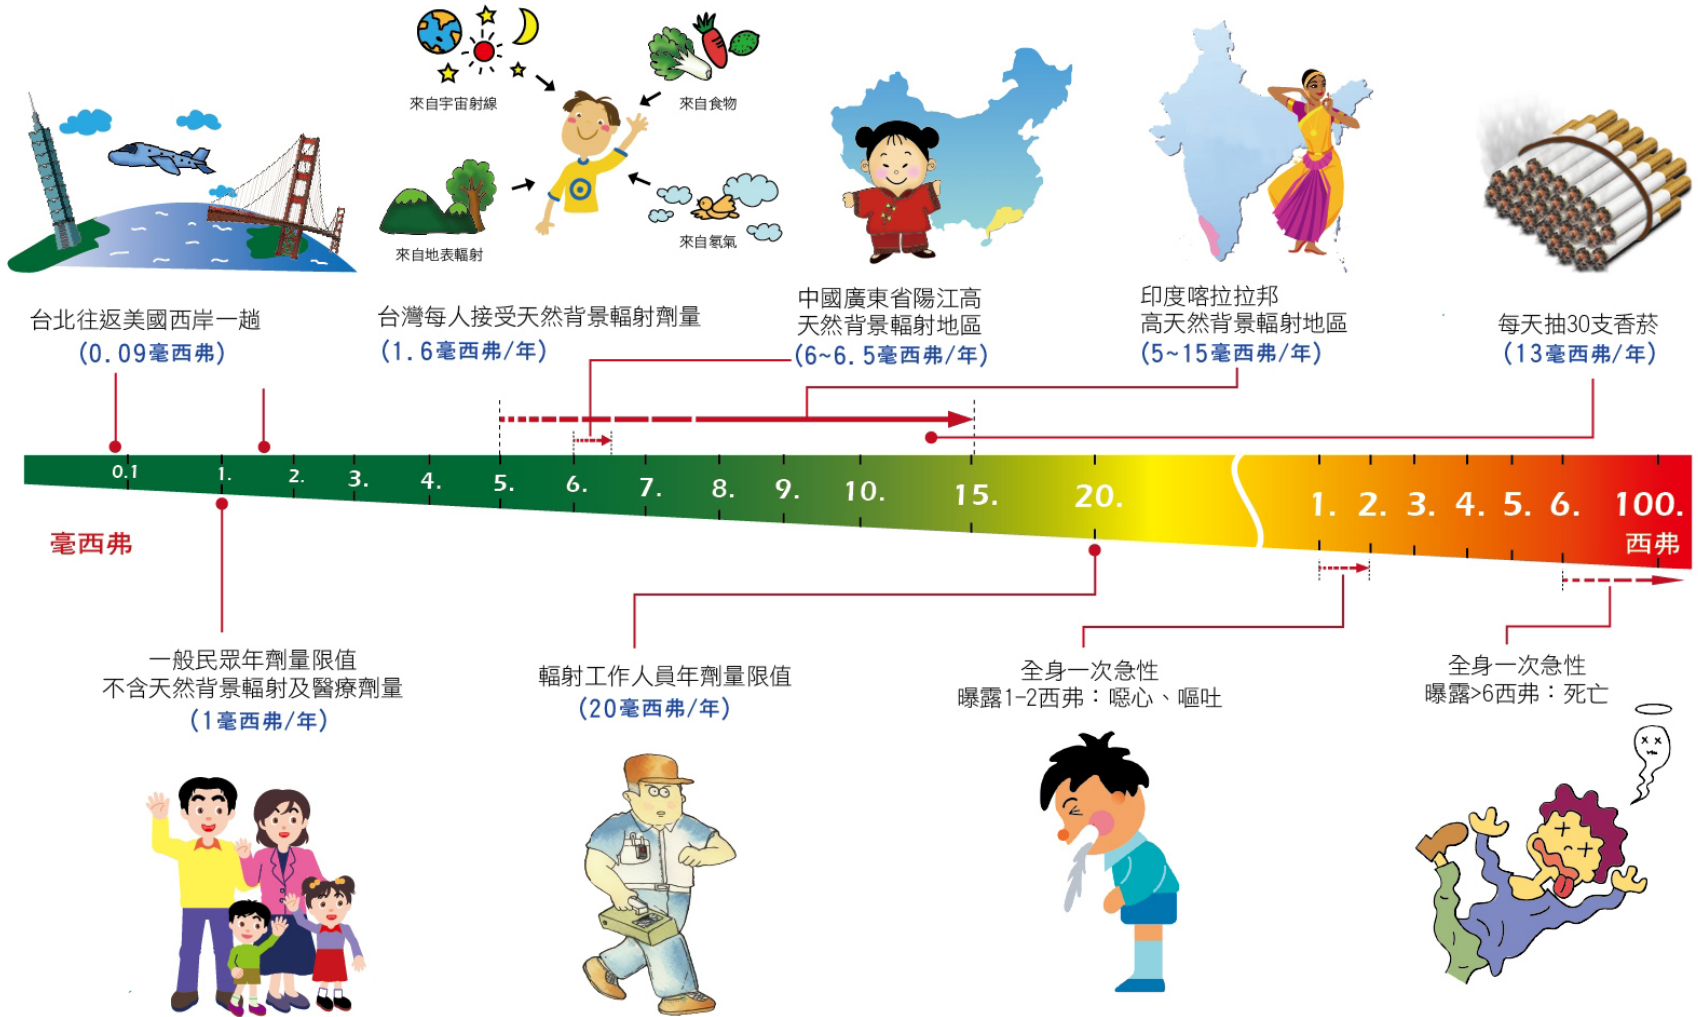 來自宇宙射線
來自食物
來自地表輻射
來自氡氣
台北往返美國西岸一趟
(0.09毫西弗)
台灣每人接受天然背景輻射劑量
(1.6毫西弗/年)
中國廣東省陽江高
天然背景輻射地區
(6~6.5毫西弗/年)
印度喀拉拉邦
高天然背景輻射地區
(5~15毫西弗/年)
每天抽30支香菸
(13毫西弗/年)
0.1 1. 2. 3. 4. 5. 6. 7. 8. 9. 10. 15. 20. 1. 2. 3. 4. 5. 6. 100.
毫西弗
西弗
一般民眾年劑量限值
不含天然背景輻射及醫療劑量
(1毫西弗/年)
輻射工作人員年劑量限值
(20毫西弗/年)
全身一次急性
曝露1-2西弗：噁心、嘔吐
全身一次急性
曝露>6西弗：死亡